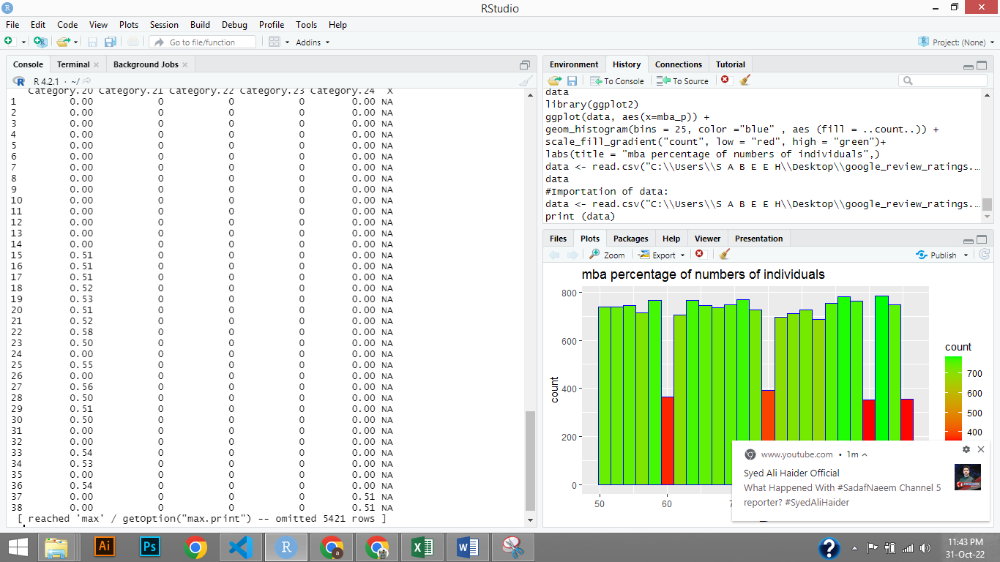 RStudio
File Edit Code View Plots Session Build Debug Profile Tools Help
Go to file/function Addins Project: (None)
Console Terminal Background Jobs
R 4.2.1 · ~/
Category.20 Category.21 Category.22 Category.23 Category.24 X
1 0.00 0 0 0 0.00 NA
2 0.00 0 0 0 0.00 NA
3 0.00 0 0 0 0.00 NA
4 0.00 0 0 0 0.00 NA
5 0.00 0 0 0 0.00 NA
6 0.00 0 0 0 0.00 NA
7 0.00 0 0 0 0.00 NA
8 0.00 0 0 0 0.00 NA
9 0.00 0 0 0 0.00 NA
10 0.00 0 0 0 0.00 NA
11 0.00 0 0 0 0.00 NA
12 0.00 0 0 0 0.00 NA
13 0.00 0 0 0 0.00 NA
14 0.00 0 0 0 0.00 NA
15 0.51 0 0 0 0.00 NA
16 0.51 0 0 0 0.00 NA
17 0.51 0 0 0 0.00 NA
18 0.52 0 0 0 0.00 NA
19 0.53 0 0 0 0.00 NA
20 0.51 0 0 0 0.00 NA
21 0.52 0 0 0 0.00 NA
22 0.58 0 0 0 0.00 NA
23 0.50 0 0 0 0.00 NA
24 0.00 0 0 0 0.00 NA
25 0.55 0 0 0 0.00 NA
26 0.00 0 0 0 0.00 NA
27 0.56 0 0 0 0.00 NA
28 0.50 0 0 0 0.00 NA
29 0.51 0 0 0 0.00 NA
30 0.50 0 0 0 0.00 NA
31 0.00 0 0 0 0.00 NA
32 0.00 0 0 0 0.00 NA
33 0.54 0 0 0 0.00 NA
34 0.53 0 0 0 0.00 NA
35 0.00 0 0 0 0.00 NA
36 0.54 0 0 0 0.00 NA
37 0.00 0 0 0 0.51 NA
38 0.00 0 0 0 0.51 NA
[ reached 'max' / getOption("max.print") -- omitted 5421 rows ]
Environment History Connections Tutorial
To Console To Source
data
library(ggplot2)
ggplot(data, aes(x=mba_p)) +
geom_histogram(bins = 25, color ="blue" , aes (fill = ..count..)) +
scale_fill_gradient("count", low = "red", high = "green")+
labs(title = "mba percentage of numbers of individuals",)
data <- read.csv("C:\\Users\\S A B E E H\\Desktop\\google_review_ratings.…
data
#Importation of data:
data <- read.csv("C:\\Users\\S A B E E H\\Desktop\\google_review_ratings.…
print (data)
Files Plots Packages Help Viewer Presentation
Zoom Export Publish
mba percentage of numbers of individuals
800
600
400
200
0
count
50 60
count
700
600
500
400
www.youtube.com • 1m
Syed Ali Haider Official
What Happened With #SadafNaeem Channel 5
reporter? #SyedAliHaider
Ai Ps R a X W ?
11:43 PM
31-Oct-22